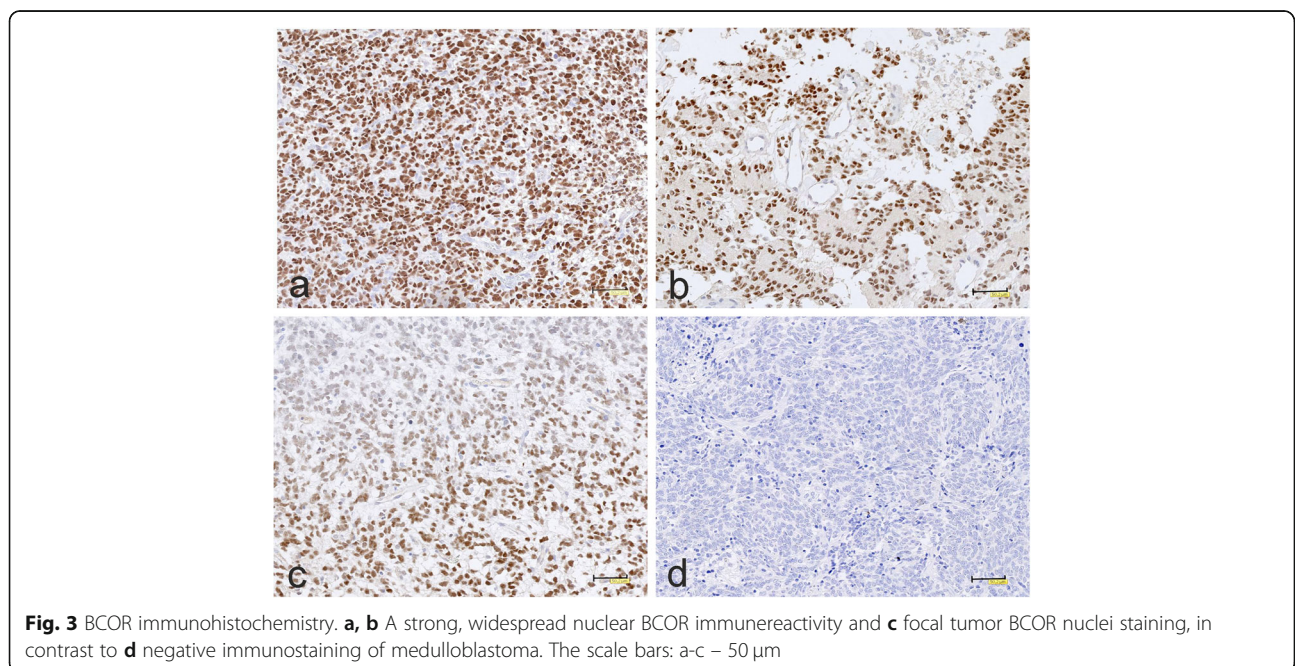 a
b
c
d
Fig. 3 BCOR immunohistochemistry. a, b A strong, widespread nuclear BCOR immunereactivity and c focal tumor BCOR nuclei staining, in
contrast to d negative immunostaining of medulloblastoma. The scale bars: a-c – 50 μm